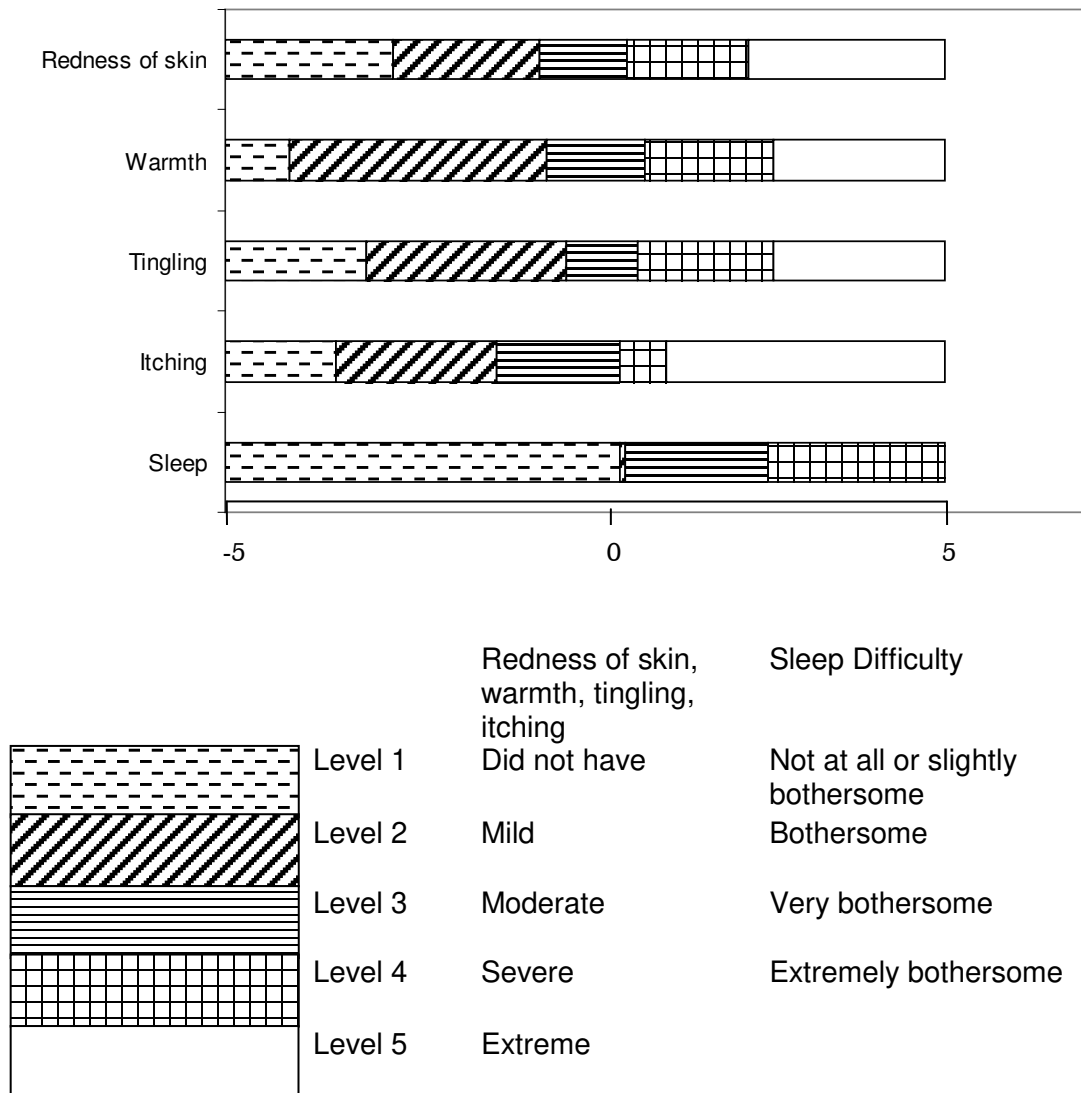 Redness of skin
Warmth
Tingling
Itching
Sleep
-5 0 5
Redness of skin,
warmth, tingling,
itching
Sleep Difficulty
Level 1 Did not have Not at all or slightly
bothersome
Level 2 Mild Bothersome
Level 3 Moderate Very bothersome
Level 4 Severe Extremely bothersome
Level 5 Extreme